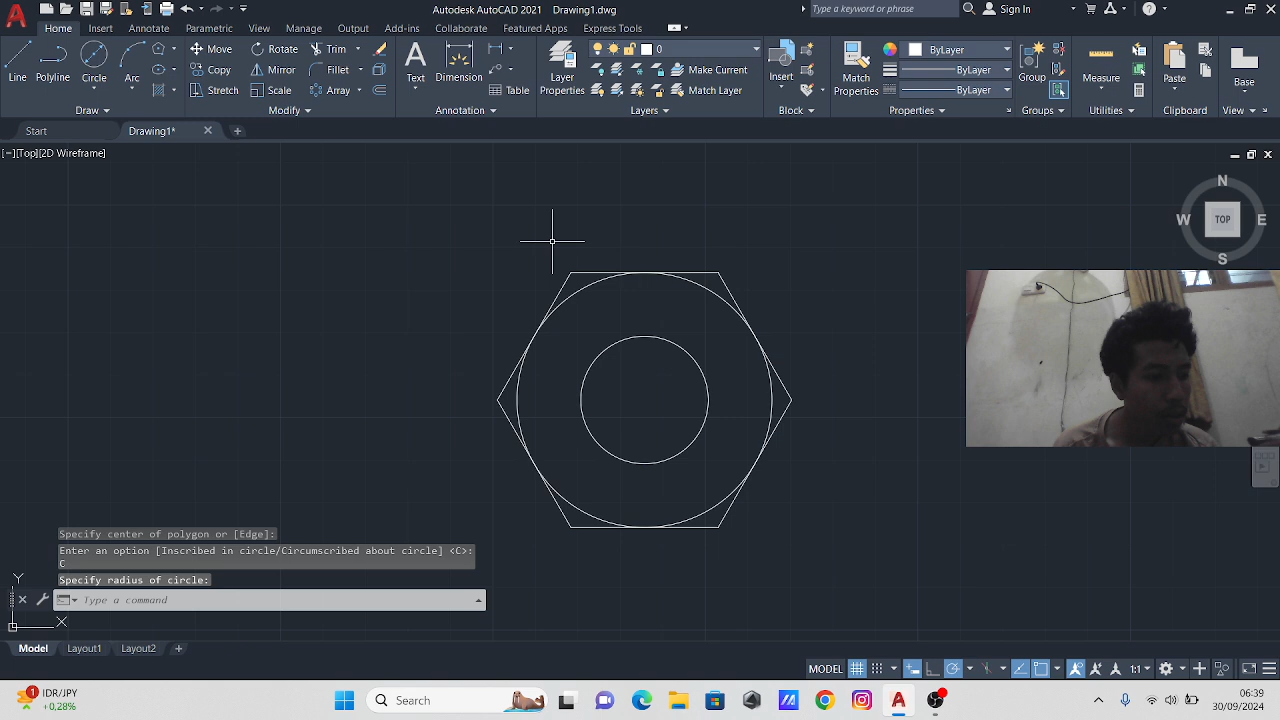 Autodesk AutoCAD 2021 Drawing1.dwg
Type a keyword or phrase
Sign In
Home Insert Annotate Parametric View Manage Output Add-ins Collaborate Featured Apps Express Tools
Line Polyline Circle Arc
Move Rotate Trim
Copy Mirror Fillet
Stretch Scale Array
Text Dimension Table
Layer Properties
0
Make Current
Match Layer
Insert
Match Properties
ByLayer
ByLayer
ByLayer
Group
Measure
Paste
Base
Draw Modify Annotation Layers Block Properties Groups Utilities Clipboard View
Start Drawing1*
[−][Top][2D Wireframe]
N
W TOP E
S
Specify center of polygon or [Edge]:
Enter an option [Inscribed in circle/Circumscribed about circle] <C>:
C
Specify radius of circle:
Type a command
Y
X
Model Layout1 Layout2
MODEL 1:1
1
IDR/JPY
+0.28%
Search
06:39
30/09/2024